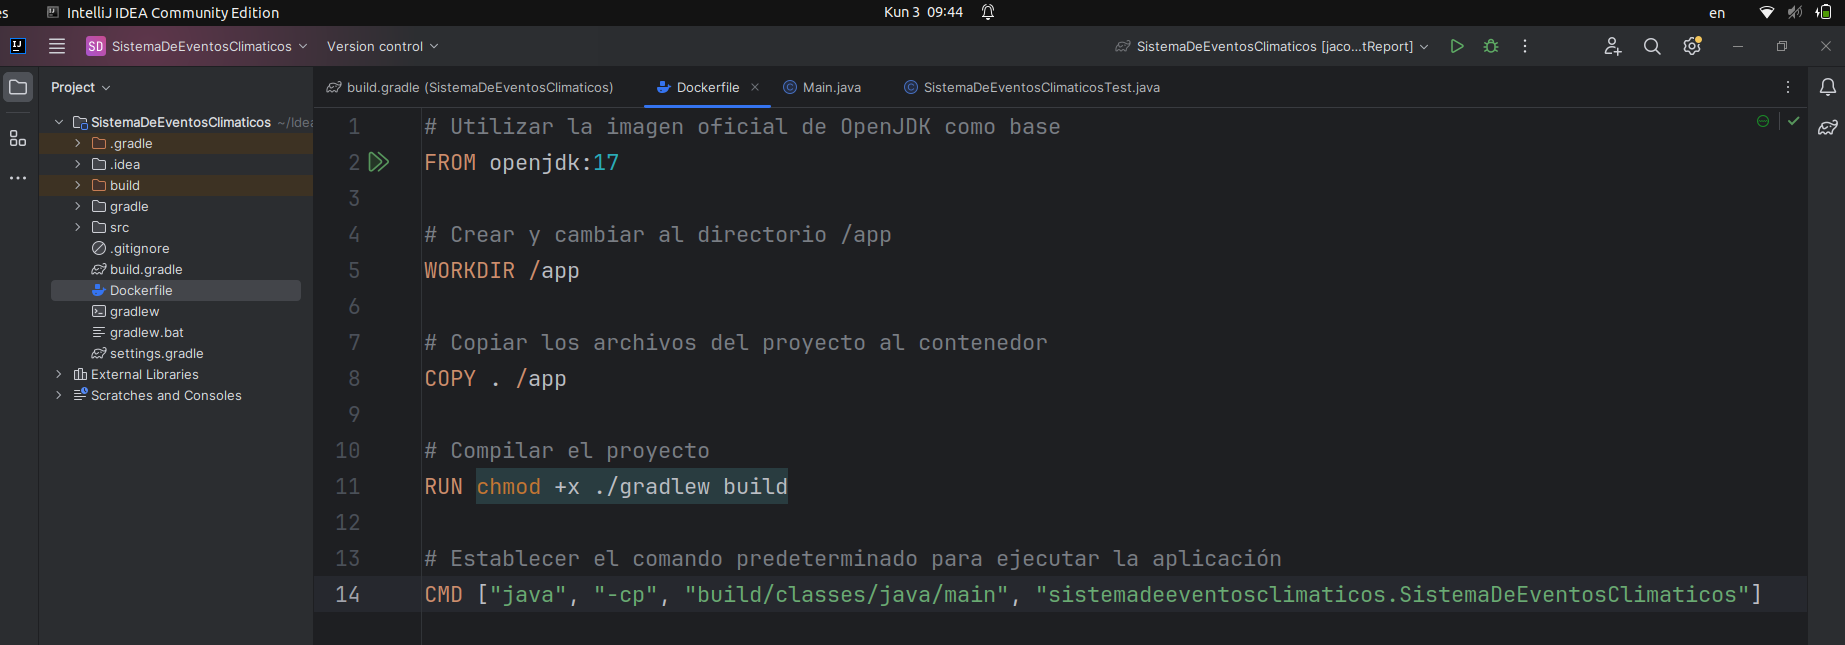 es IntelliJ IDEA Community Edition Kun 3 09:44 en
IJ SD SistemaDeEventosClimaticos Version control SistemaDeEventosClimaticos [jaco...tReport]
Project
build.gradle (SistemaDeEventosClimaticos) Dockerfile Main.java SistemaDeEventosClimaticosTest.java
SistemaDeEventosClimaticos ~/Idea
.gradle
.idea
build
gradle
src
.gitignore
build.gradle
Dockerfile
gradlew
gradlew.bat
settings.gradle
External Libraries
Scratches and Consoles
1 # Utilizar la imagen oficial de OpenJDK como base
2 FROM openjdk:17
3
4 # Crear y cambiar al directorio /app
5 WORKDIR /app
6
7 # Copiar los archivos del proyecto al contenedor
8 COPY . /app
9
10 # Compilar el proyecto
11 RUN chmod +x ./gradlew build
12
13 # Establecer el comando predeterminado para ejecutar la aplicación
14 CMD ["java", "-cp", "build/classes/java/main", "sistemadeeventosclimaticos.SistemaDeEventosClimaticos"]